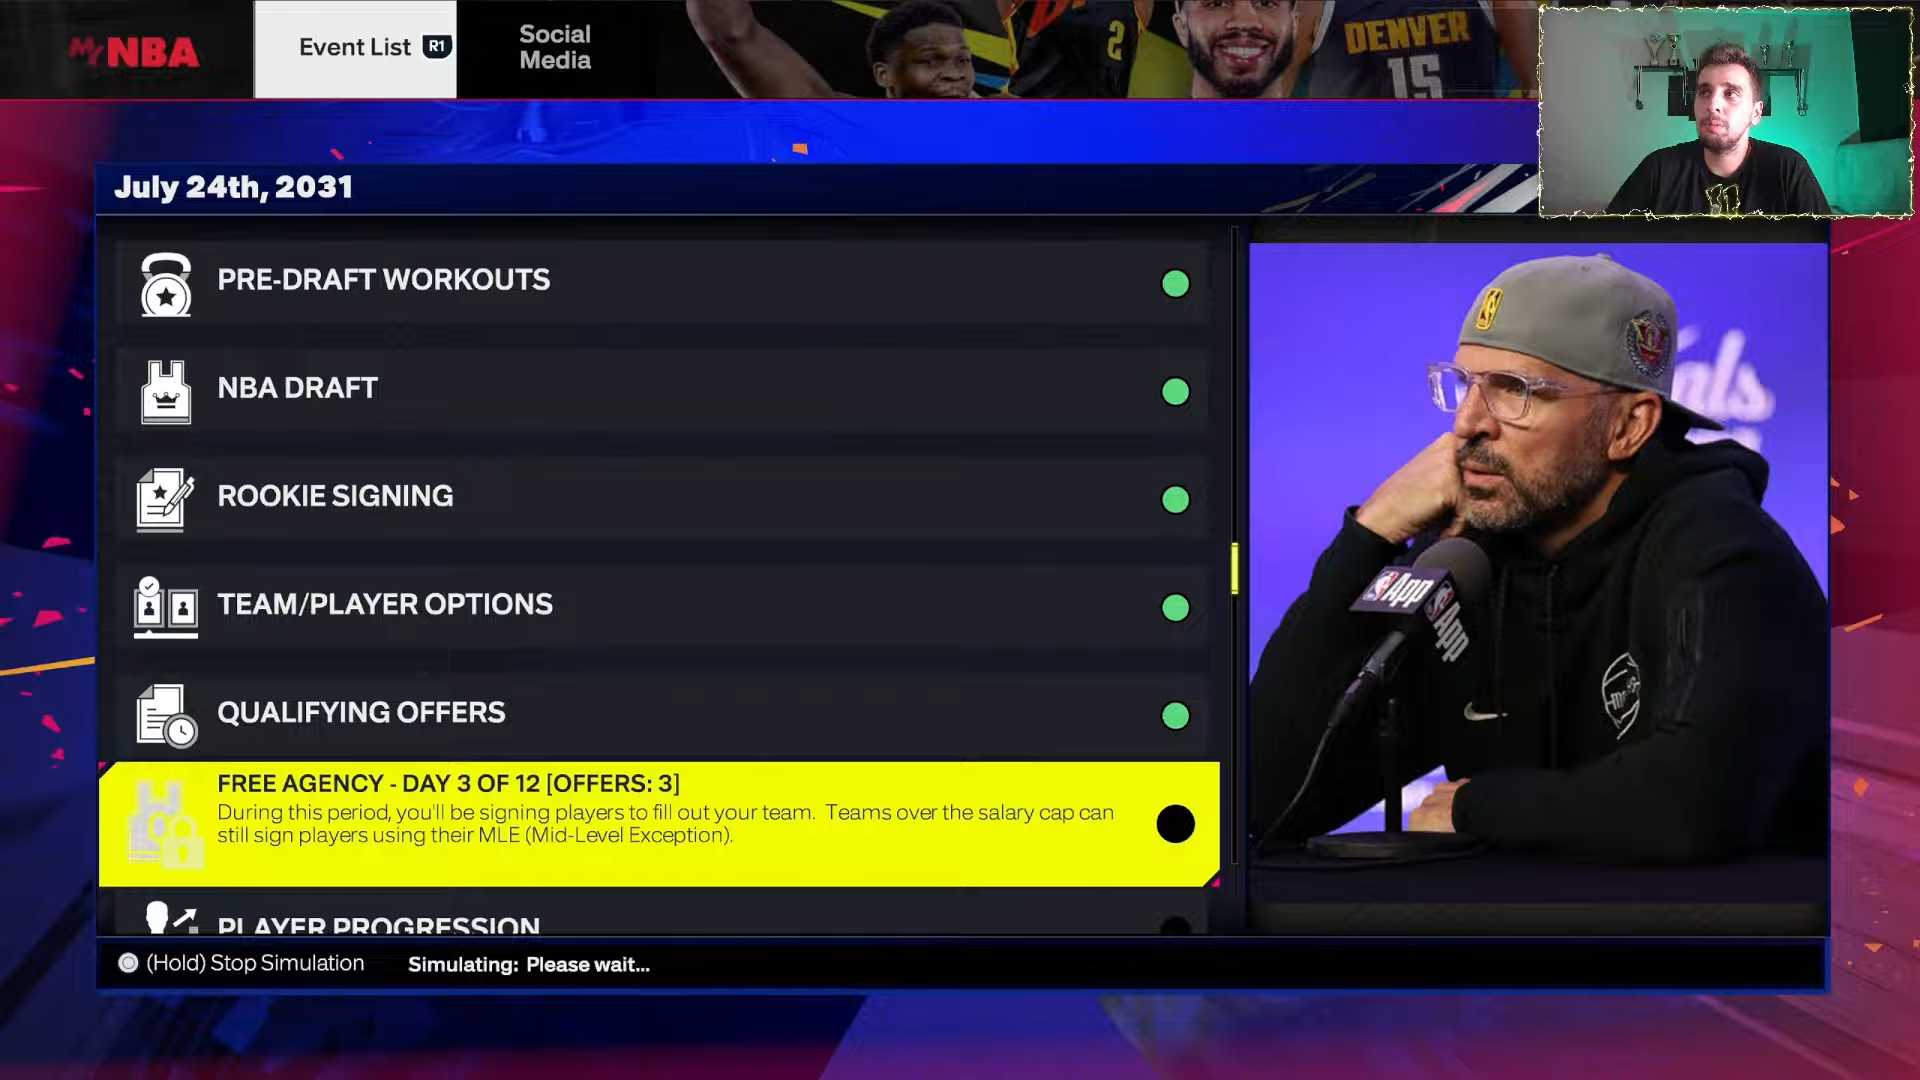 MyNBA
Event List R1
Social
Media
2
DENVER
15
July 24th, 2031
PRE-DRAFT WORKOUTS
NBA DRAFT
ROOKIE SIGNING
TEAM/PLAYER OPTIONS
QUALIFYING OFFERS
FREE AGENCY - DAY 3 OF 12 [OFFERS: 3]
During this period, you'll be signing players to fill out your team. Teams over the salary cap can
still sign players using their MLE (Mid-Level Exception).
PLAYER PROGRESSION
(Hold) Stop Simulation
Simulating: Please wait...
App
App